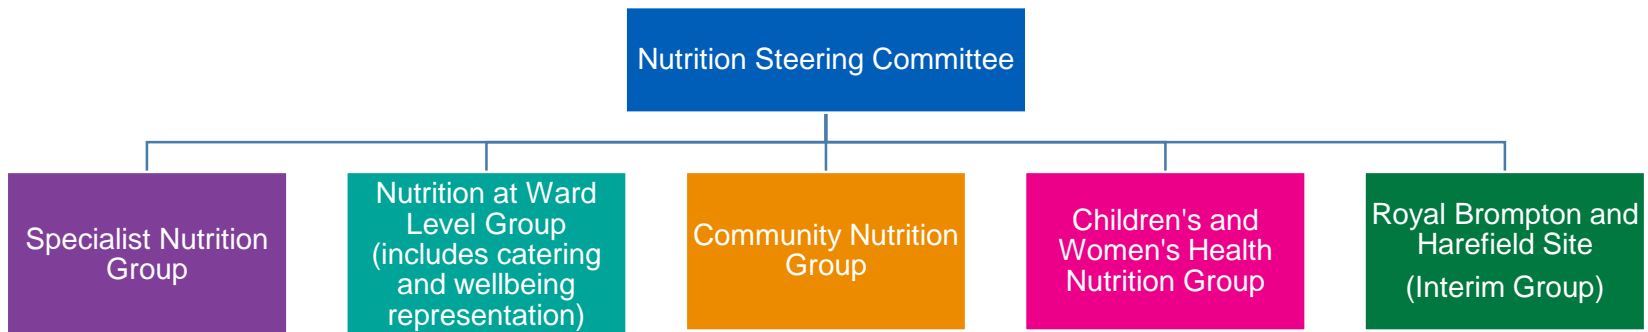 Nutrition Steering Committee
Specialist Nutrition
Group
Nutrition at Ward
Level Group
(includes catering
and wellbeing
representation)
Community Nutrition
Group
Children's and
Women's Health
Nutrition Group
Royal Brompton and
Harefield Site
(Interim Group)